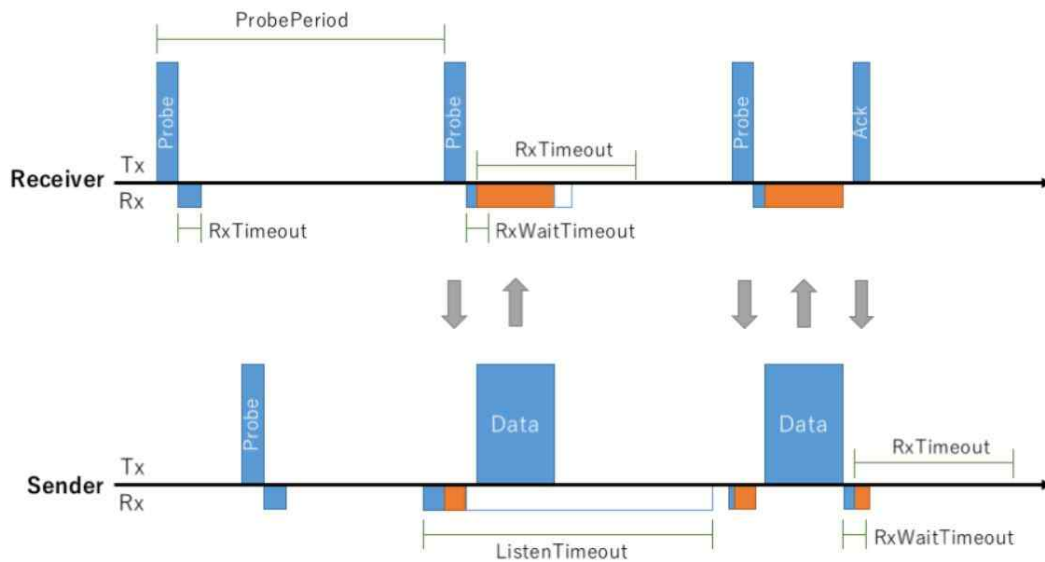 ProbePeriod
Probe
Probe
Probe
Ack
RxTimeout
Tx
Receiver
Rx
RxTimeout
RxWaitTimeout
Probe
Data
Data
RxTimeout
Tx
Sender
Rx
RxWaitTimeout
ListenTimeout